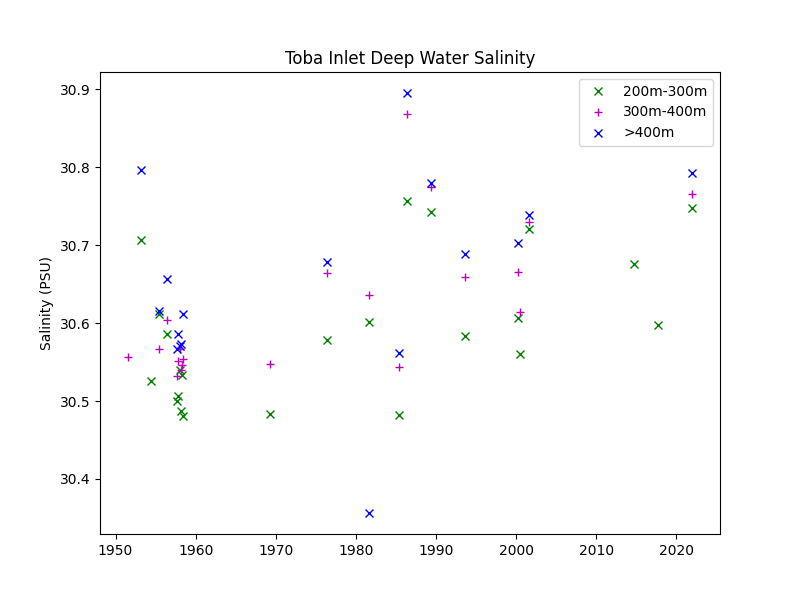 Toba Inlet Deep Water Salinity
200m-300m
300m-400m
>400m
Salinity (PSU)
30.9
30.8
30.7
30.6
30.5
30.4
1950 1960 1970 1980 1990 2000 2010 2020